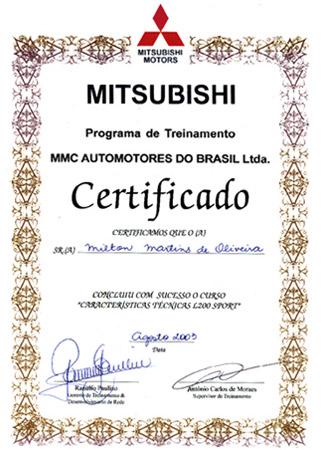 MITSUBISHI
MOTORS
MITSUBISHI
Programa de Treinamento
MMC AUTOMOTORES DO BRASIL Ltda.
Certificado
CERTIFICAMOS QUE O (A)
SR.(A) Milton Martins de Oliveira
CONCLUIU COM SUCESSO O CURSO
"CARACTERÍSTICAS TÉCNICAS L200 SPORT"
Agosto 2003
Data
Paulino
Gerente de Treinamento &
Desenvolvimento de Rede
Antônio Carlos de Moraes
Supervisor de Treinamento